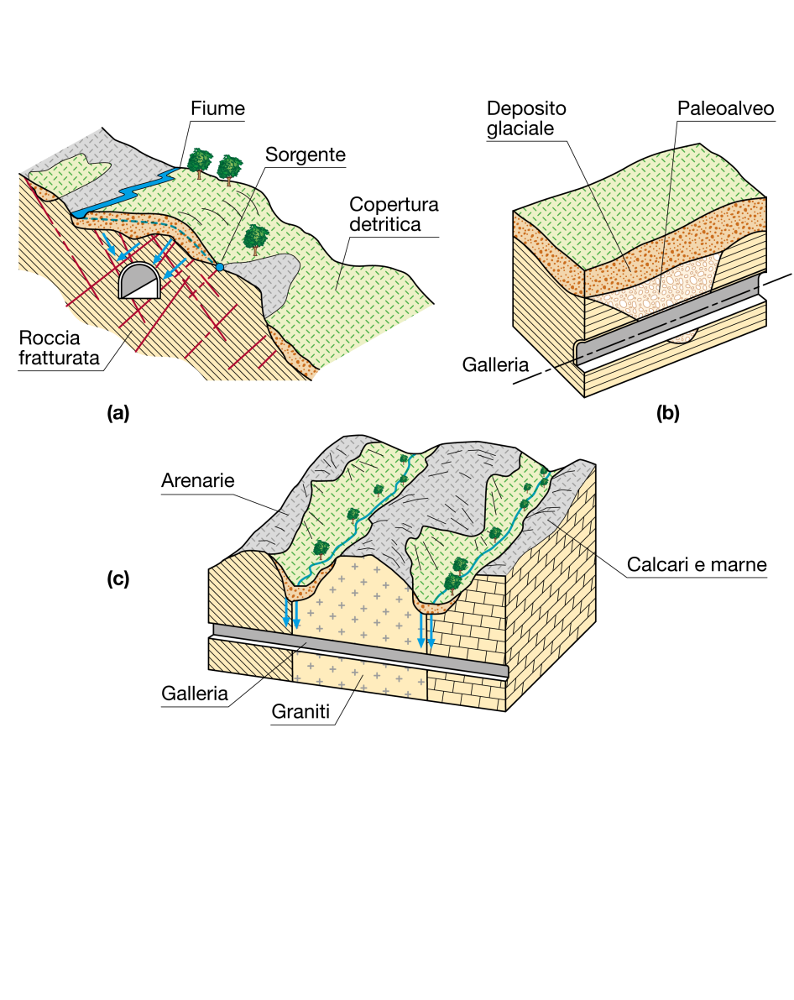 Fiume
Sorgente
Copertura
detritica
Roccia
fratturata
(a)
Deposito
glaciale
Paleoalveo
Galleria
(b)
Arenarie
Calcari e marne
(c)
Galleria
Graniti